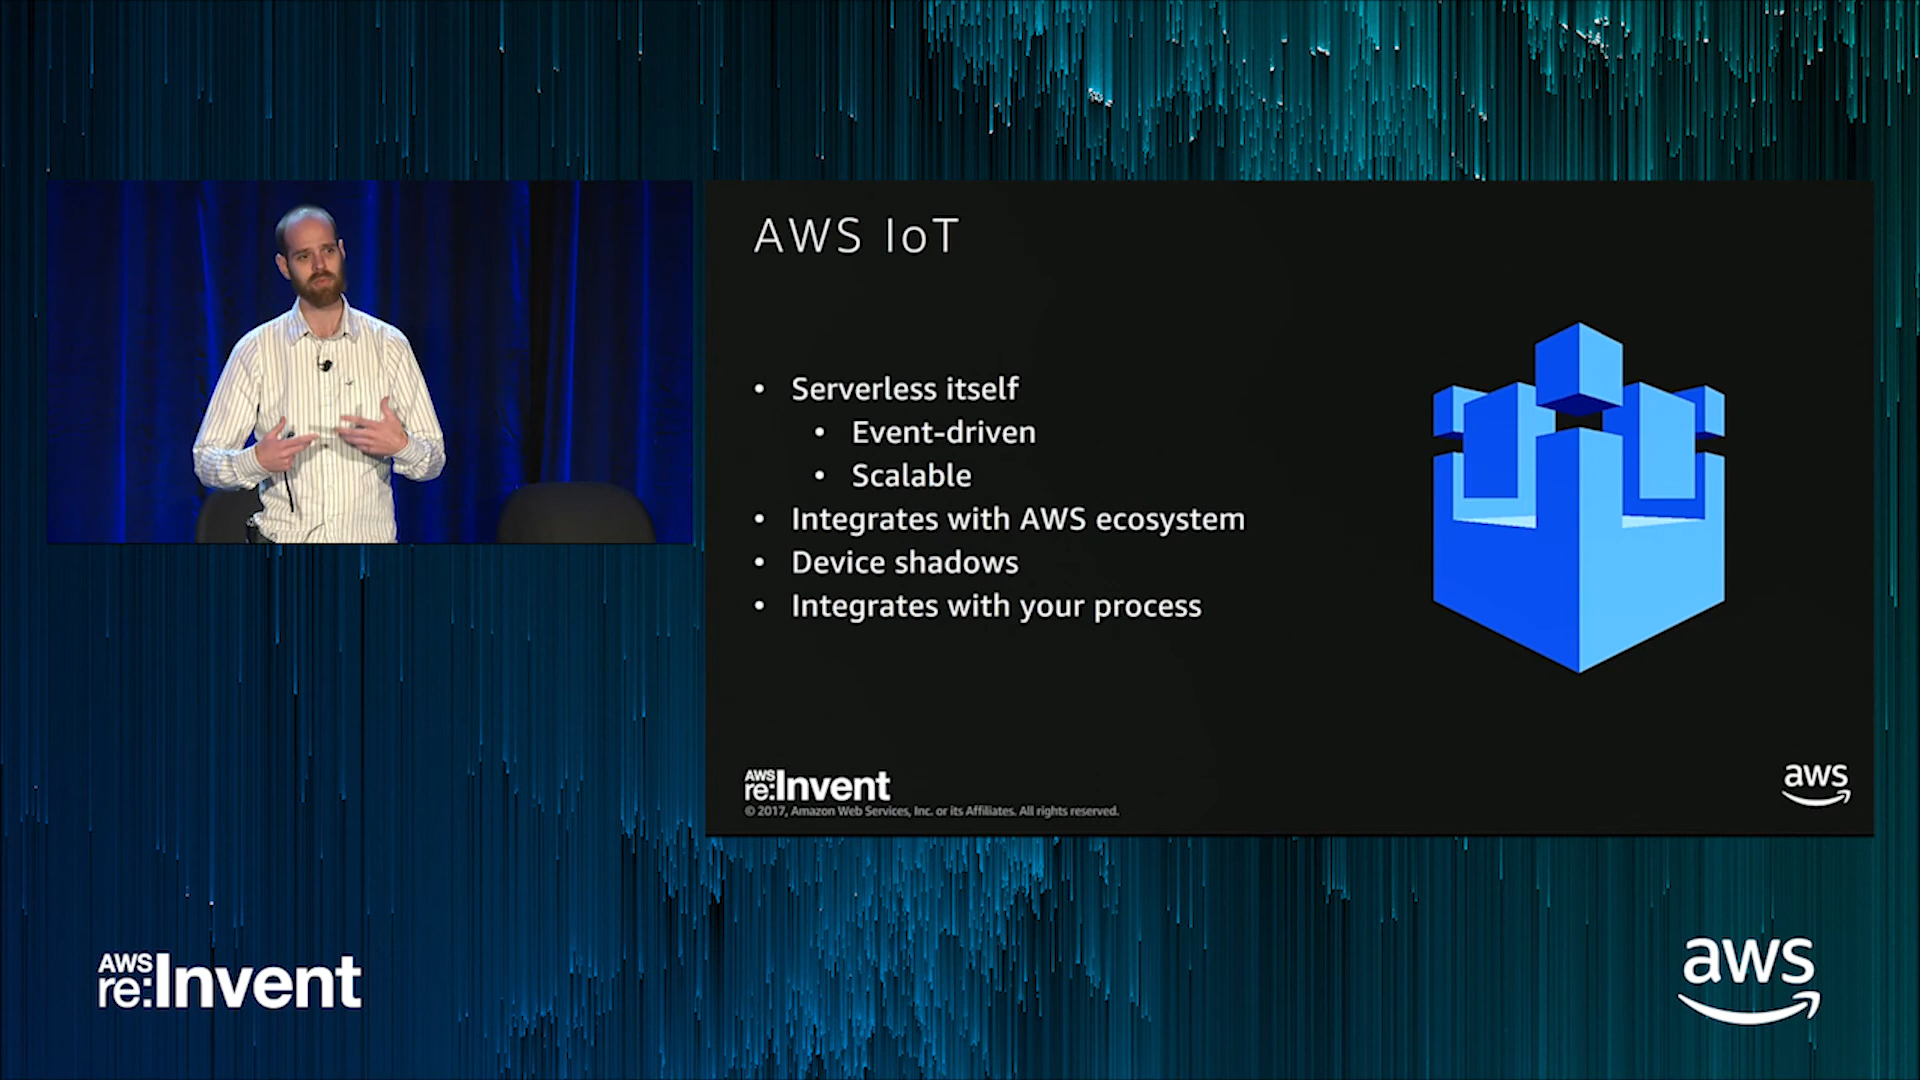 AWS IoT
• Serverless itself
• Event-driven
• Scalable
• Integrates with AWS ecosystem
• Device shadows
• Integrates with your process
AWS
re:Invent
© 2017, Amazon Web Services, Inc. or its Affiliates. All rights reserved.
aws
AWS
re:Invent
aws